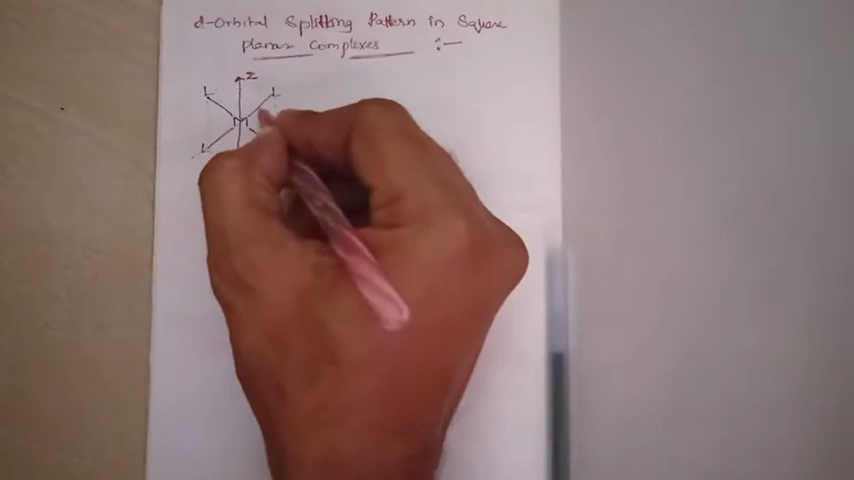 d-Orbital Splitting Pattern in Square
planar Complexes :-
Z
L L
M
L